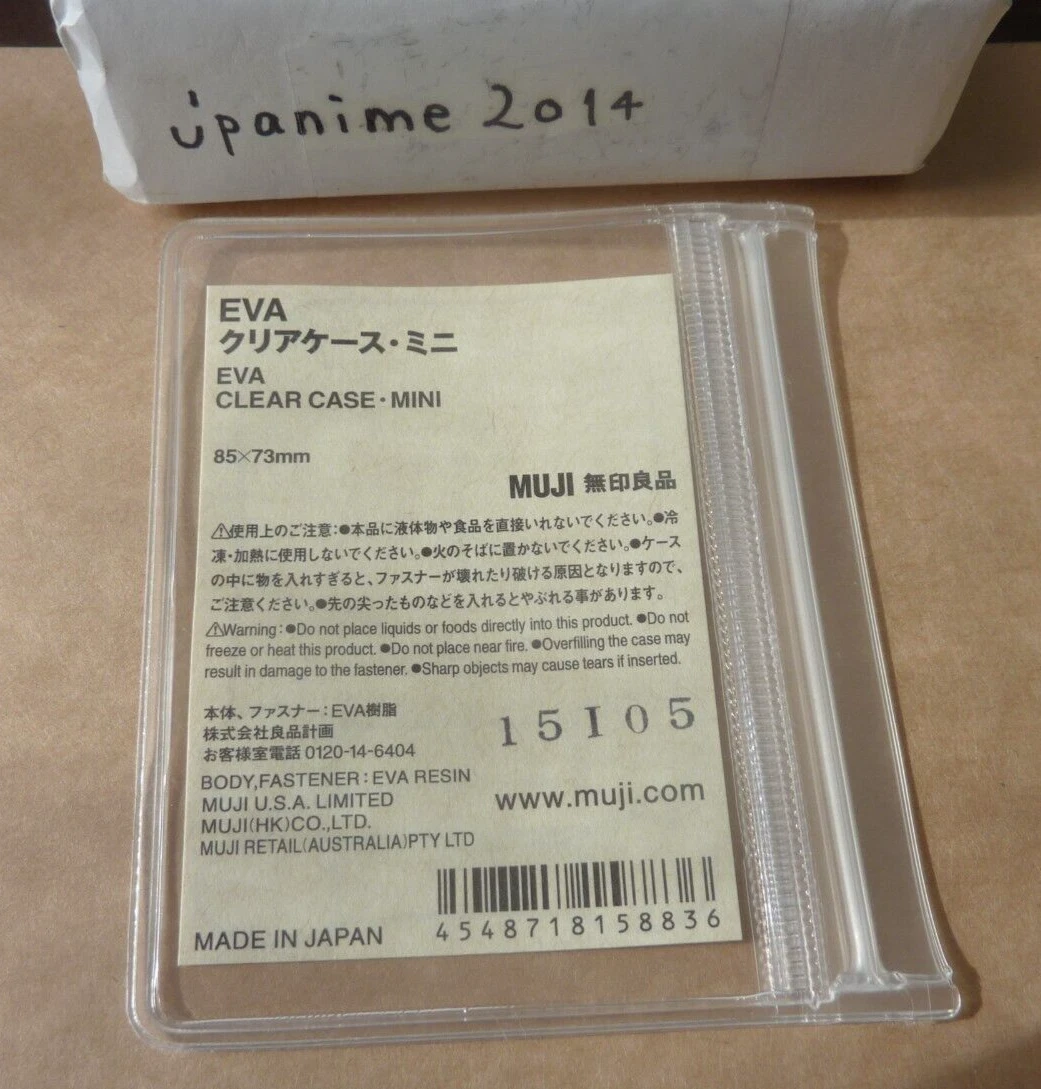 jpanime 2014
EVA
クリアケース・ミニ
EVA
CLEAR CASE・MINI
85×73mm
MUJI 無印良品
⚠使用上のご注意:●本品に液体物や食品を直接いれないでください。●冷
凍・加熱に使用しないでください。●火のそばに置かないでください。●ケース
の中に物を入れすぎると、ファスナーが壊れたり破ける原因となりますので、
ご注意ください。●先の尖ったものなどを入れるとやぶれる事があります。
⚠Warning:●Do not place liquids or foods directly into this product. ●Do not
freeze or heat this product. ●Do not place near fire. ●Overfilling the case may
result in damage to the fastener. ●Sharp objects may cause tears if inserted.
本体、ファスナー:EVA樹脂
株式会社良品計画
お客様室電話 0120-14-6404
15I05
BODY,FASTENER:EVA RESIN
MUJI U.S.A. LIMITED
MUJI(HK)CO.,LTD.
MUJI RETAIL(AUSTRALIA)PTY LTD
www.muji.com
MADE IN JAPAN
4548718158836